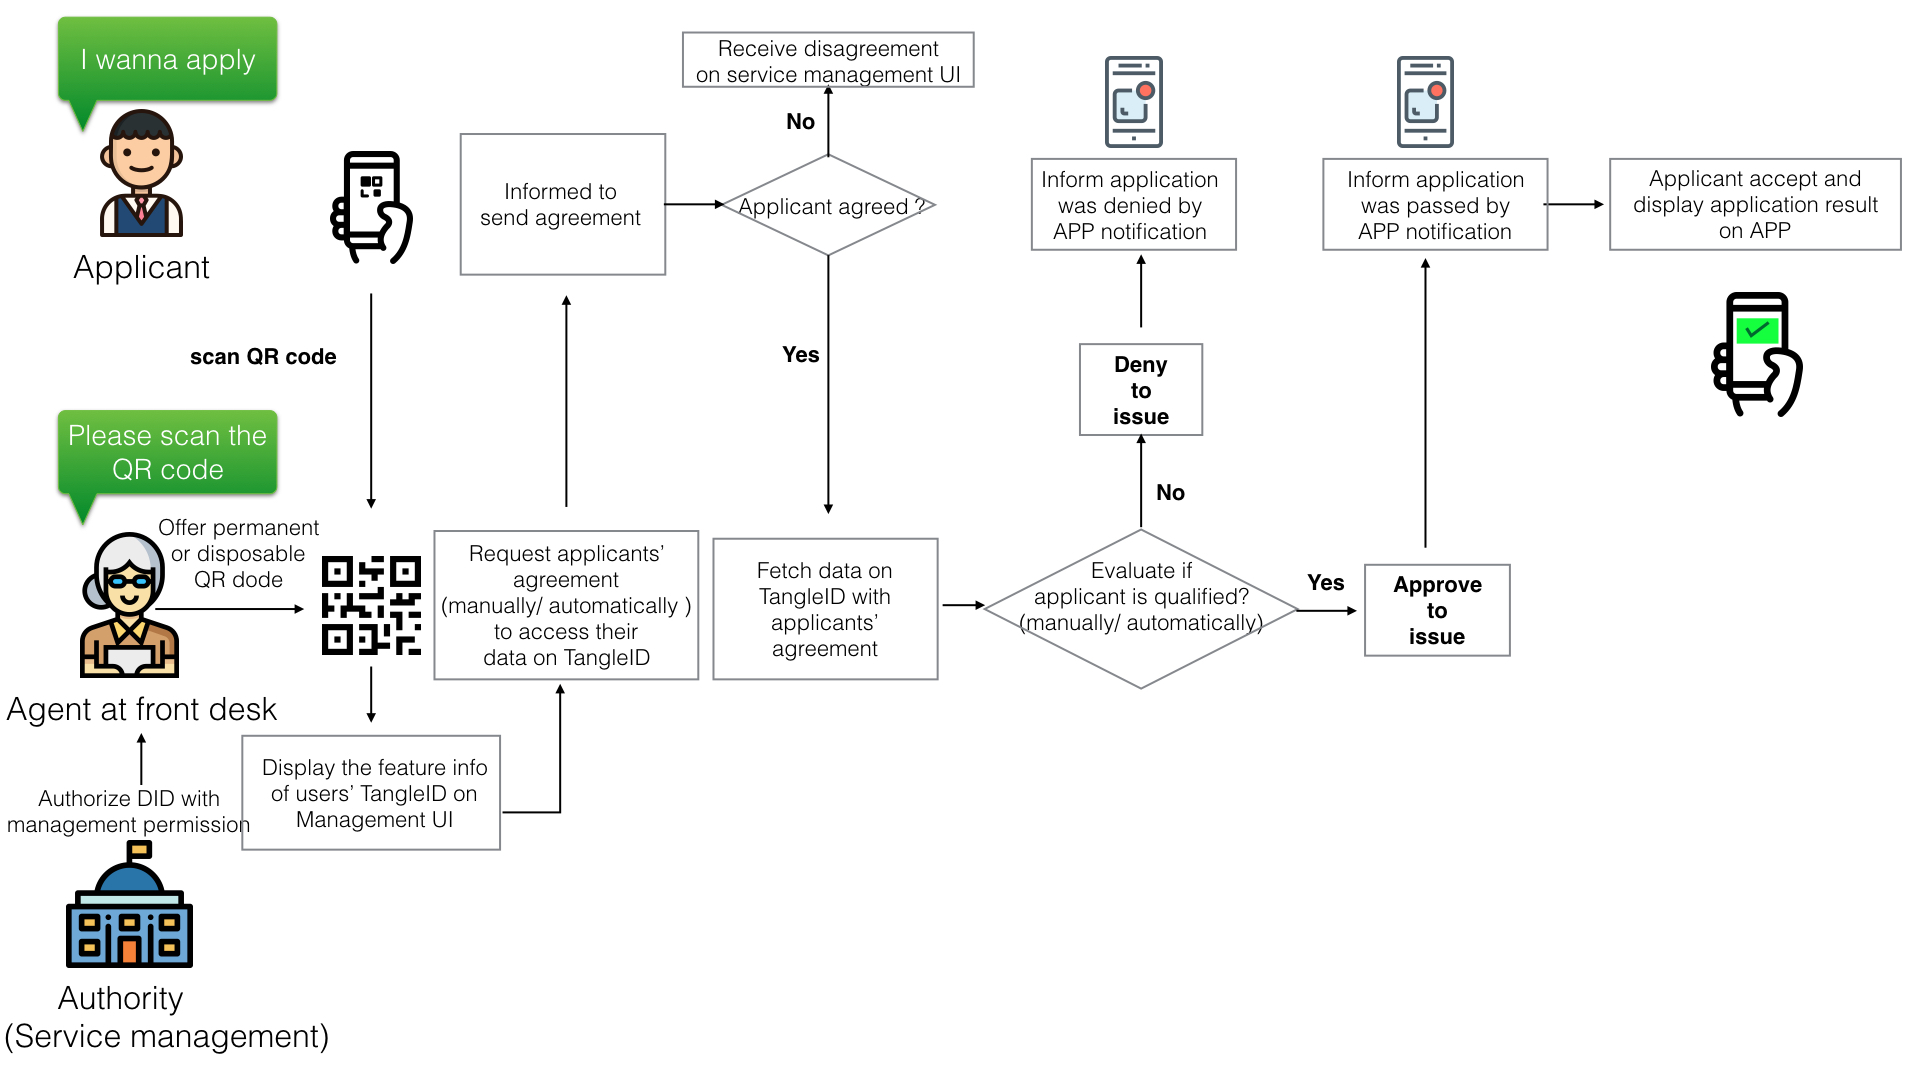 I wanna apply
Applicant
scan QR code
Please scan the
QR code
Offer permanent
or disposable
QR dode
Agent at front desk
Authorize DID with
management permission
Authority
(Service management)
Display the feature info
of users’ TangleID on
Management UI
Request applicants’
agreement
(manually/ automatically )
to access their
data on TangleID
Informed to
send agreement
Applicant agreed ?
No
Receive disagreement
on service management UI
Yes
Fetch data on
TangleID with
applicants’
agreement
Evaluate if
applicant is qualified?
(manually/ automatically)
No
Deny
to
issue
Inform application
was denied by
APP notification
Yes
Approve
to
issue
Inform application
was passed by
APP notification
Applicant accept and
display application result
on APP